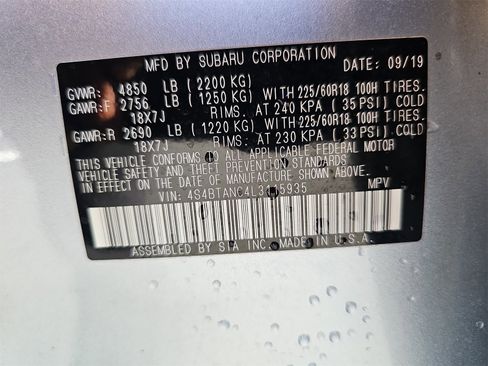 MFD BY SUBARU CORPORATION DATE: 09/19
GVWR: 4850 LB (2200 KG)
GAWR:F 2756 LB (1250 KG) WITH 225/60R18 100H TIRES.
18X7J RIMS. AT 240 KPA (35 PSI) COLD
GAWR:R 2690 LB (1220 KG) WITH 225/60R18 100H TIRES.
18X7J RIMS. AT 230 KPA (33 PSI) COLD
THIS VEHICLE CONFORMS TO ALL APPLICABLE FEDERAL MOTOR
VEHICLE SAFETY AND THEFT PREVENTION STANDARDS
IN EFFECT ON THE DATE OF MANUFACTURE SHOWN ABOVE.
VIN: MPV
ASSEMBLED BY SIA INC. MADE IN U.S.A.